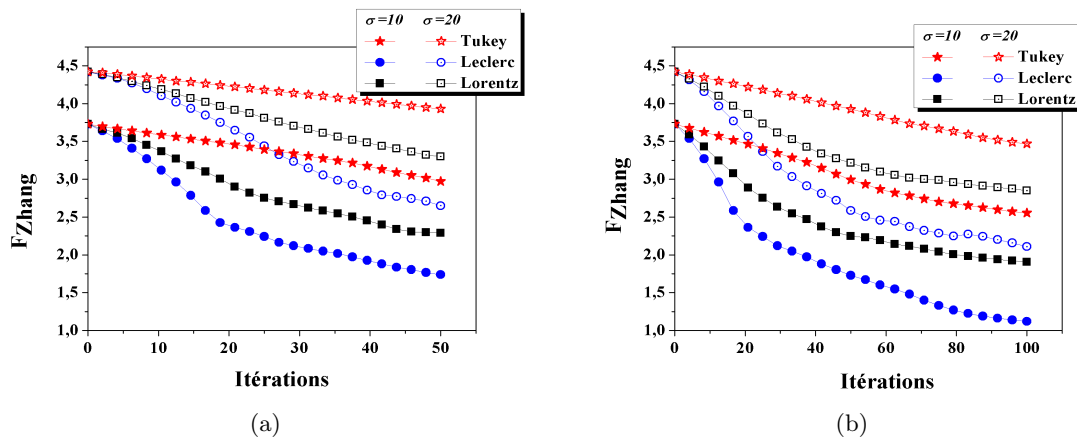 σ=10 σ=20
Tukey
Leclerc
Lorentz
4,5
4,0
3,5
3,0
2,5
2,0
1,5
1,0
FZhang
0 10 20 30 40 50
Itérations
(a)
σ=10 σ=20
Tukey
Leclerc
Lorentz
4,5
4,0
3,5
3,0
2,5
2,0
1,5
1,0
FZhang
0 20 40 60 80 100
Itérations
(b)